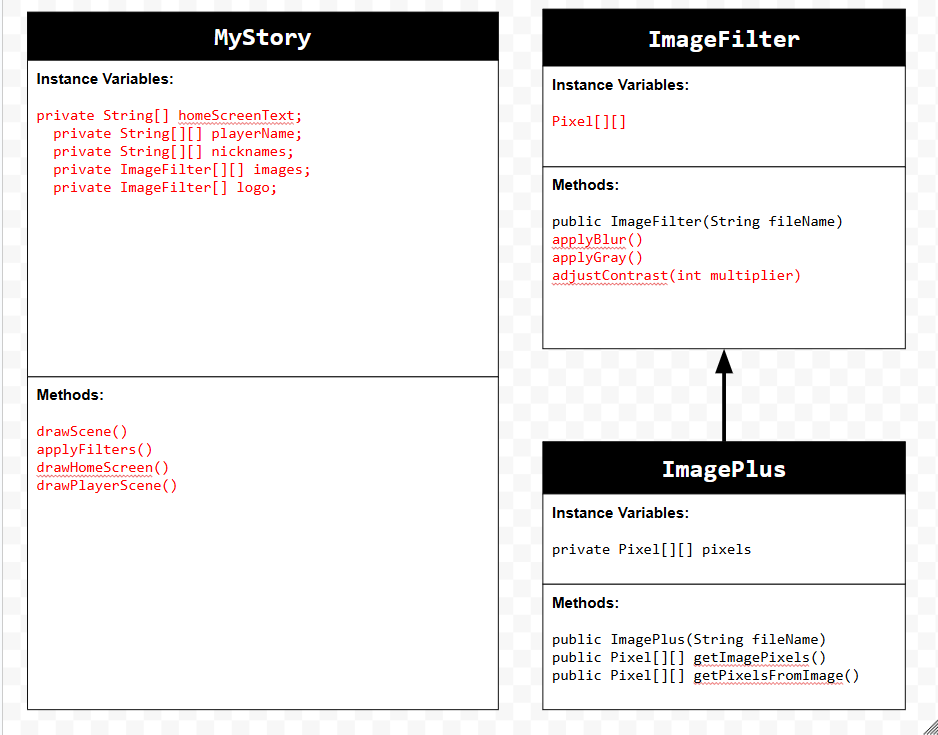 MyStory
Instance Variables:
private String[] homeScreenText;
private String[][] playerName;
private String[][] nicknames;
private ImageFilter[][] images;
private ImageFilter[] logo;
Methods:
drawScene()
applyFilters()
drawHomeScreen()
drawPlayerScene()
ImageFilter
Instance Variables:
Pixel[][]
Methods:
public ImageFilter(String fileName)
applyBlur()
applyGray()
adjustContrast(int multiplier)
ImagePlus
Instance Variables:
private Pixel[][] pixels
Methods:
public ImagePlus(String fileName)
public Pixel[][] getImagePixels()
public Pixel[][] getPixelsFromImage()